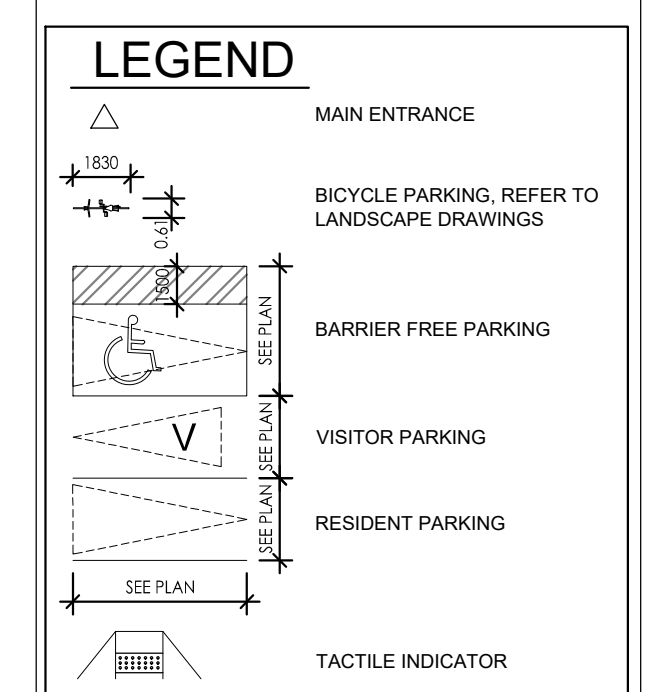 LEGEND
MAIN ENTRANCE
1830
0.61
BICYCLE PARKING, REFER TO
LANDSCAPE DRAWINGS
1500
SEE PLAN
BARRIER FREE PARKING
V
SEE PLAN
VISITOR PARKING
SEE PLAN
RESIDENT PARKING
SEE PLAN
TACTILE INDICATOR